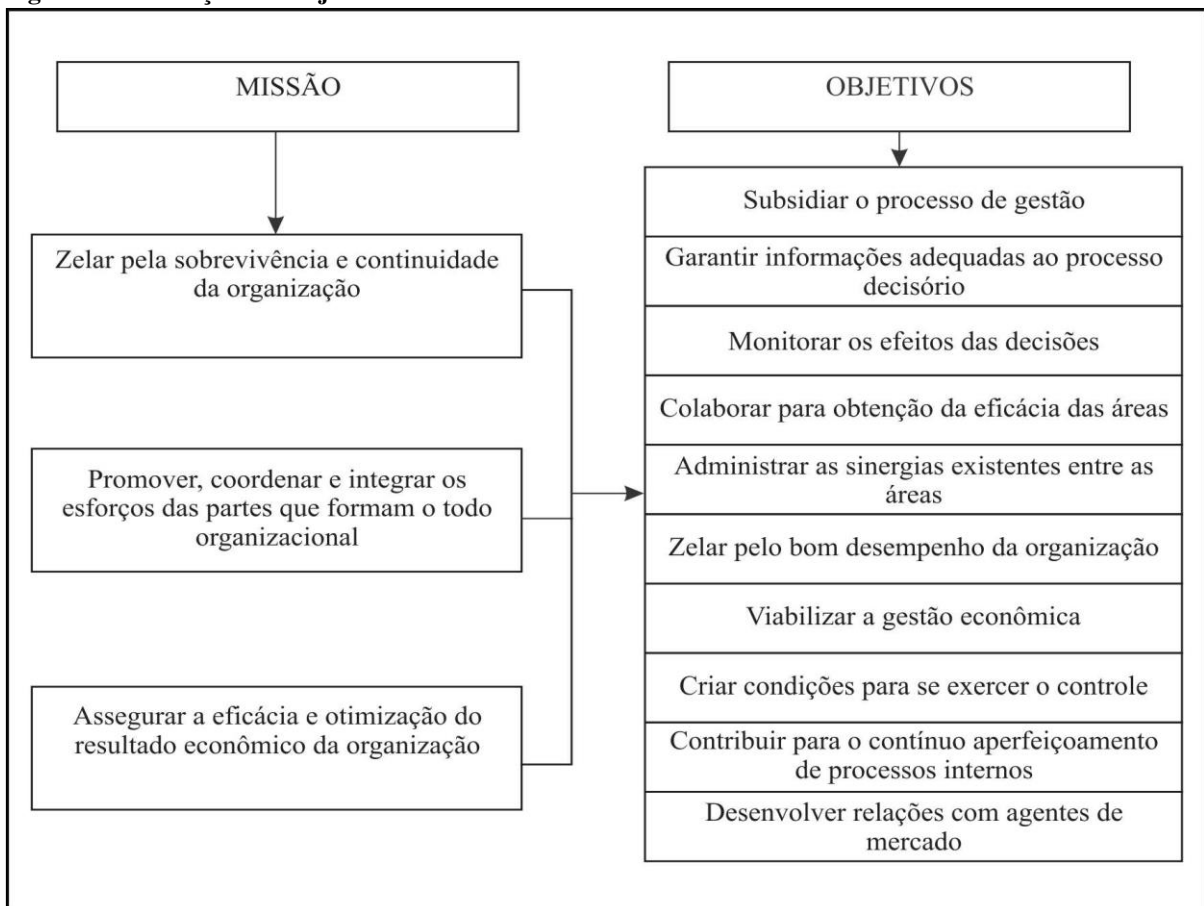 MISSÃO
Zelar pela sobrevivência e continuidade
da organização
Promover, coordenar e integrar os
esforços das partes que formam o todo
organizacional
Assegurar a eficácia e otimização do
resultado econômico da organização
OBJETIVOS
Subsidiar o processo de gestão
Garantir informações adequadas ao processo
decisório
Monitorar os efeitos das decisões
Colaborar para obtenção da eficácia das áreas
Administrar as sinergias existentes entre as
áreas
Zelar pelo bom desempenho da organização
Viabilizar a gestão econômica
Criar condições para se exercer o controle
Contribuir para o contínuo aperfeiçoamento
de processos internos
Desenvolver relações com agentes de
mercado